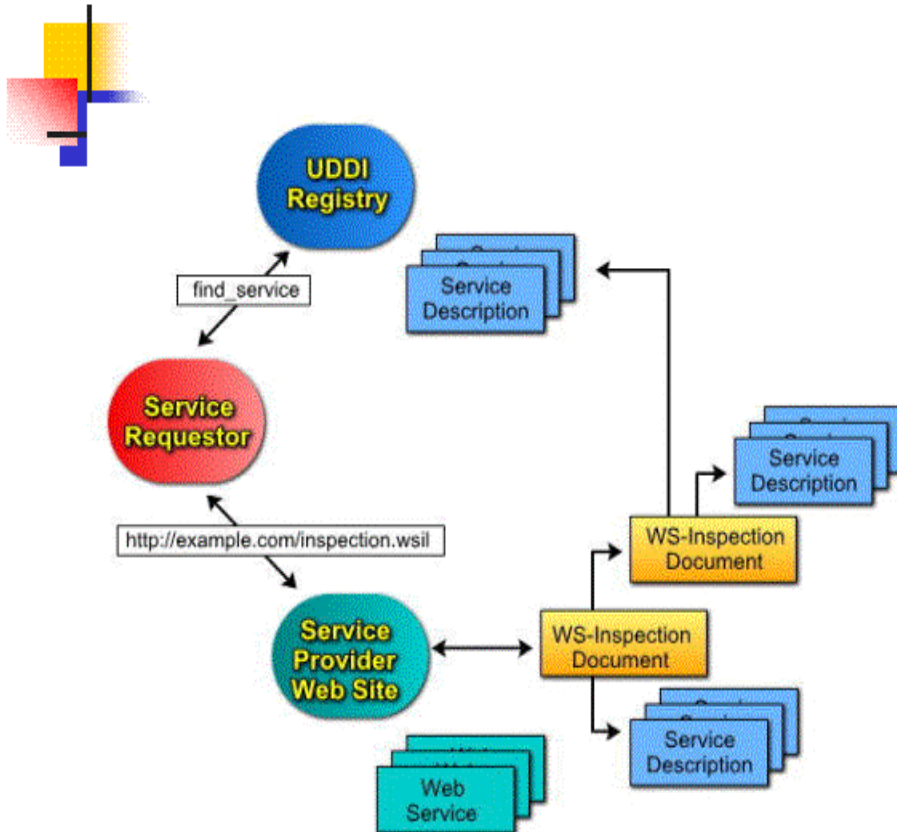 UDDI
Registry
find_service
Service
Description
Service
Requestor
Service
Description
http://example.com/inspection.wsil
WS-Inspection
Document
Service
Provider
Web Site
WS-Inspection
Document
Service
Description
Web
Service